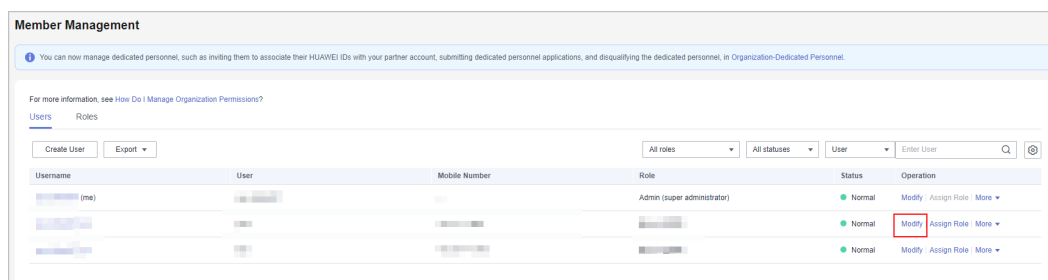 Member Management
You can now manage dedicated personnel, such as inviting them to associate their HUAWEI IDs with your partner account, submitting dedicated personnel applications, and disqualifying the dedicated personnel, in Organization-Dedicated Personnel.
For more information, see How Do I Manage Organization Permissions?
Users Roles
Create User Export All roles All statuses User Enter User
Username User Mobile Number Role Status Operation
(me) Admin (super administrator) Normal Modify | Assign Role | More
Normal Modify | Assign Role | More
Normal Modify | Assign Role | More